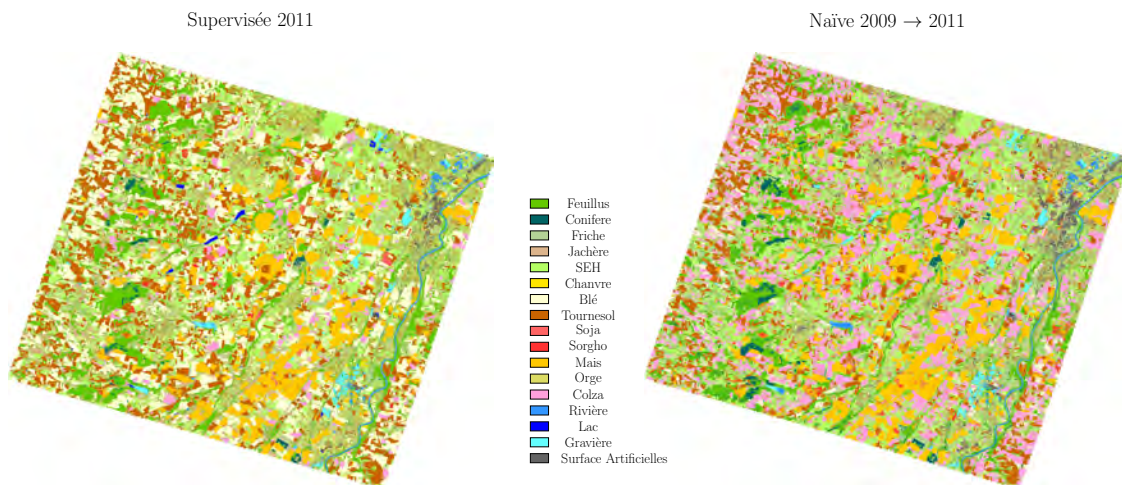 Supervisée 2011
Naïve 2009 → 2011
Feuillus
Conifere
Friche
Jachère
SEH
Chanvre
Blé
Tournesol
Soja
Sorgho
Mais
Orge
Colza
Rivière
Lac
Gravière
Surface Artificielles